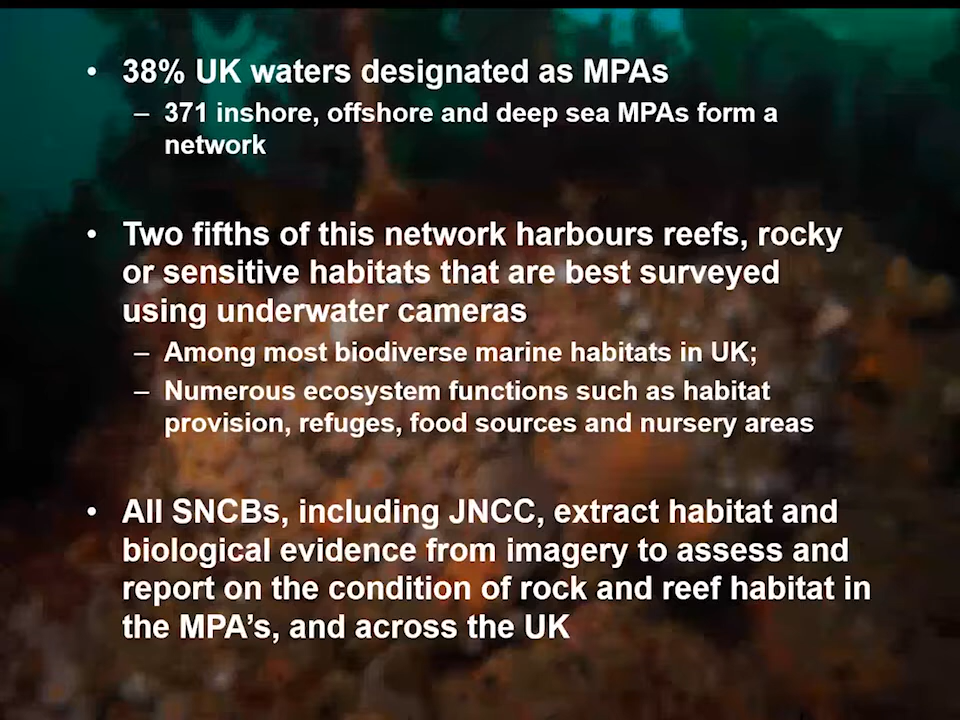 • 38% UK waters designated as MPAs
– 371 inshore, offshore and deep sea MPAs form a
network
• Two fifths of this network harbours reefs, rocky
or sensitive habitats that are best surveyed
using underwater cameras
– Among most biodiverse marine habitats in UK;
– Numerous ecosystem functions such as habitat
provision, refuges, food sources and nursery areas
• All SNCBs, including JNCC, extract habitat and
biological evidence from imagery to assess and
report on the condition of rock and reef habitat in
the MPA’s, and across the UK